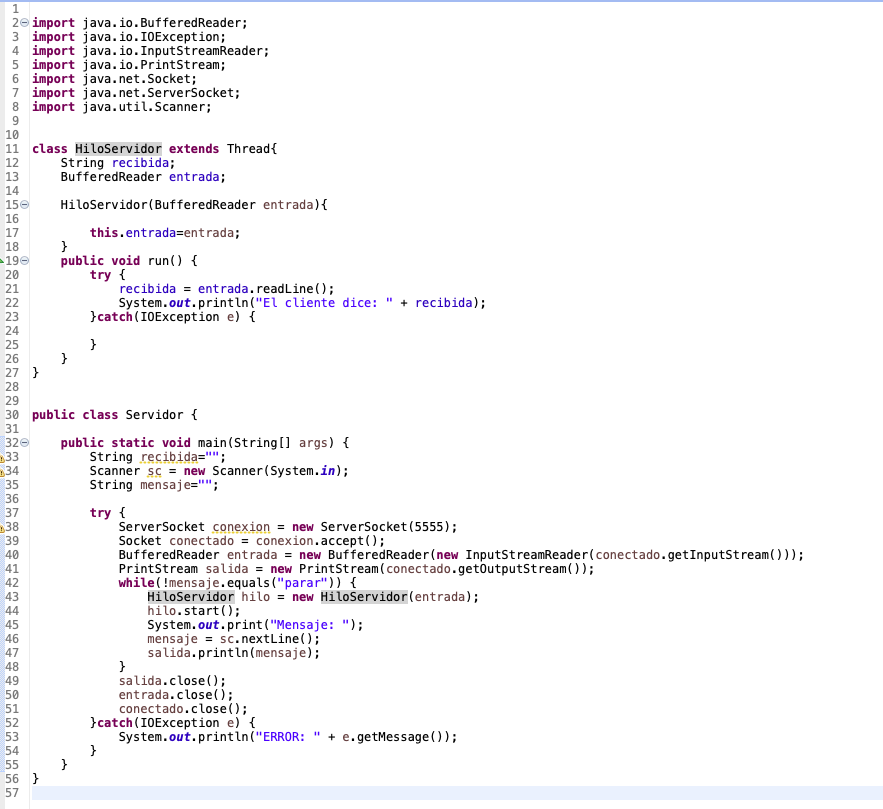 1
2 import java.io.BufferedReader;
3 import java.io.IOException;
4 import java.io.InputStreamReader;
5 import java.io.PrintStream;
6 import java.net.Socket;
7 import java.net.ServerSocket;
8 import java.util.Scanner;
9
10
11 class HiloServidor extends Thread{
12     String recibida;
13     BufferedReader entrada;
14
15     HiloServidor(BufferedReader entrada){
16
17         this.entrada=entrada;
18     }
19     public void run() {
20         try {
21             recibida = entrada.readLine();
22             System.out.println("El cliente dice: " + recibida);
23         }catch(IOException e) {
24
25         }
26     }
27 }
28
29
30 public class Servidor {
31
32     public static void main(String[] args) {
33         String recibida="";
34         Scanner sc = new Scanner(System.in);
35         String mensaje="";
36
37         try {
38             ServerSocket conexion = new ServerSocket(5555);
39             Socket conectado = conexion.accept();
40             BufferedReader entrada = new BufferedReader(new InputStreamReader(conectado.getInputStream()));
41             PrintStream salida = new PrintStream(conectado.getOutputStream());
42             while(!mensaje.equals("parar")) {
43                 HiloServidor hilo = new HiloServidor(entrada);
44                 hilo.start();
45                 System.out.print("Mensaje: ");
46                 mensaje = sc.nextLine();
47                 salida.println(mensaje);
48             }
49             salida.close();
50             entrada.close();
51             conectado.close();
52         }catch(IOException e) {
53             System.out.println("ERROR: " + e.getMessage());
54         }
55     }
56 }
57